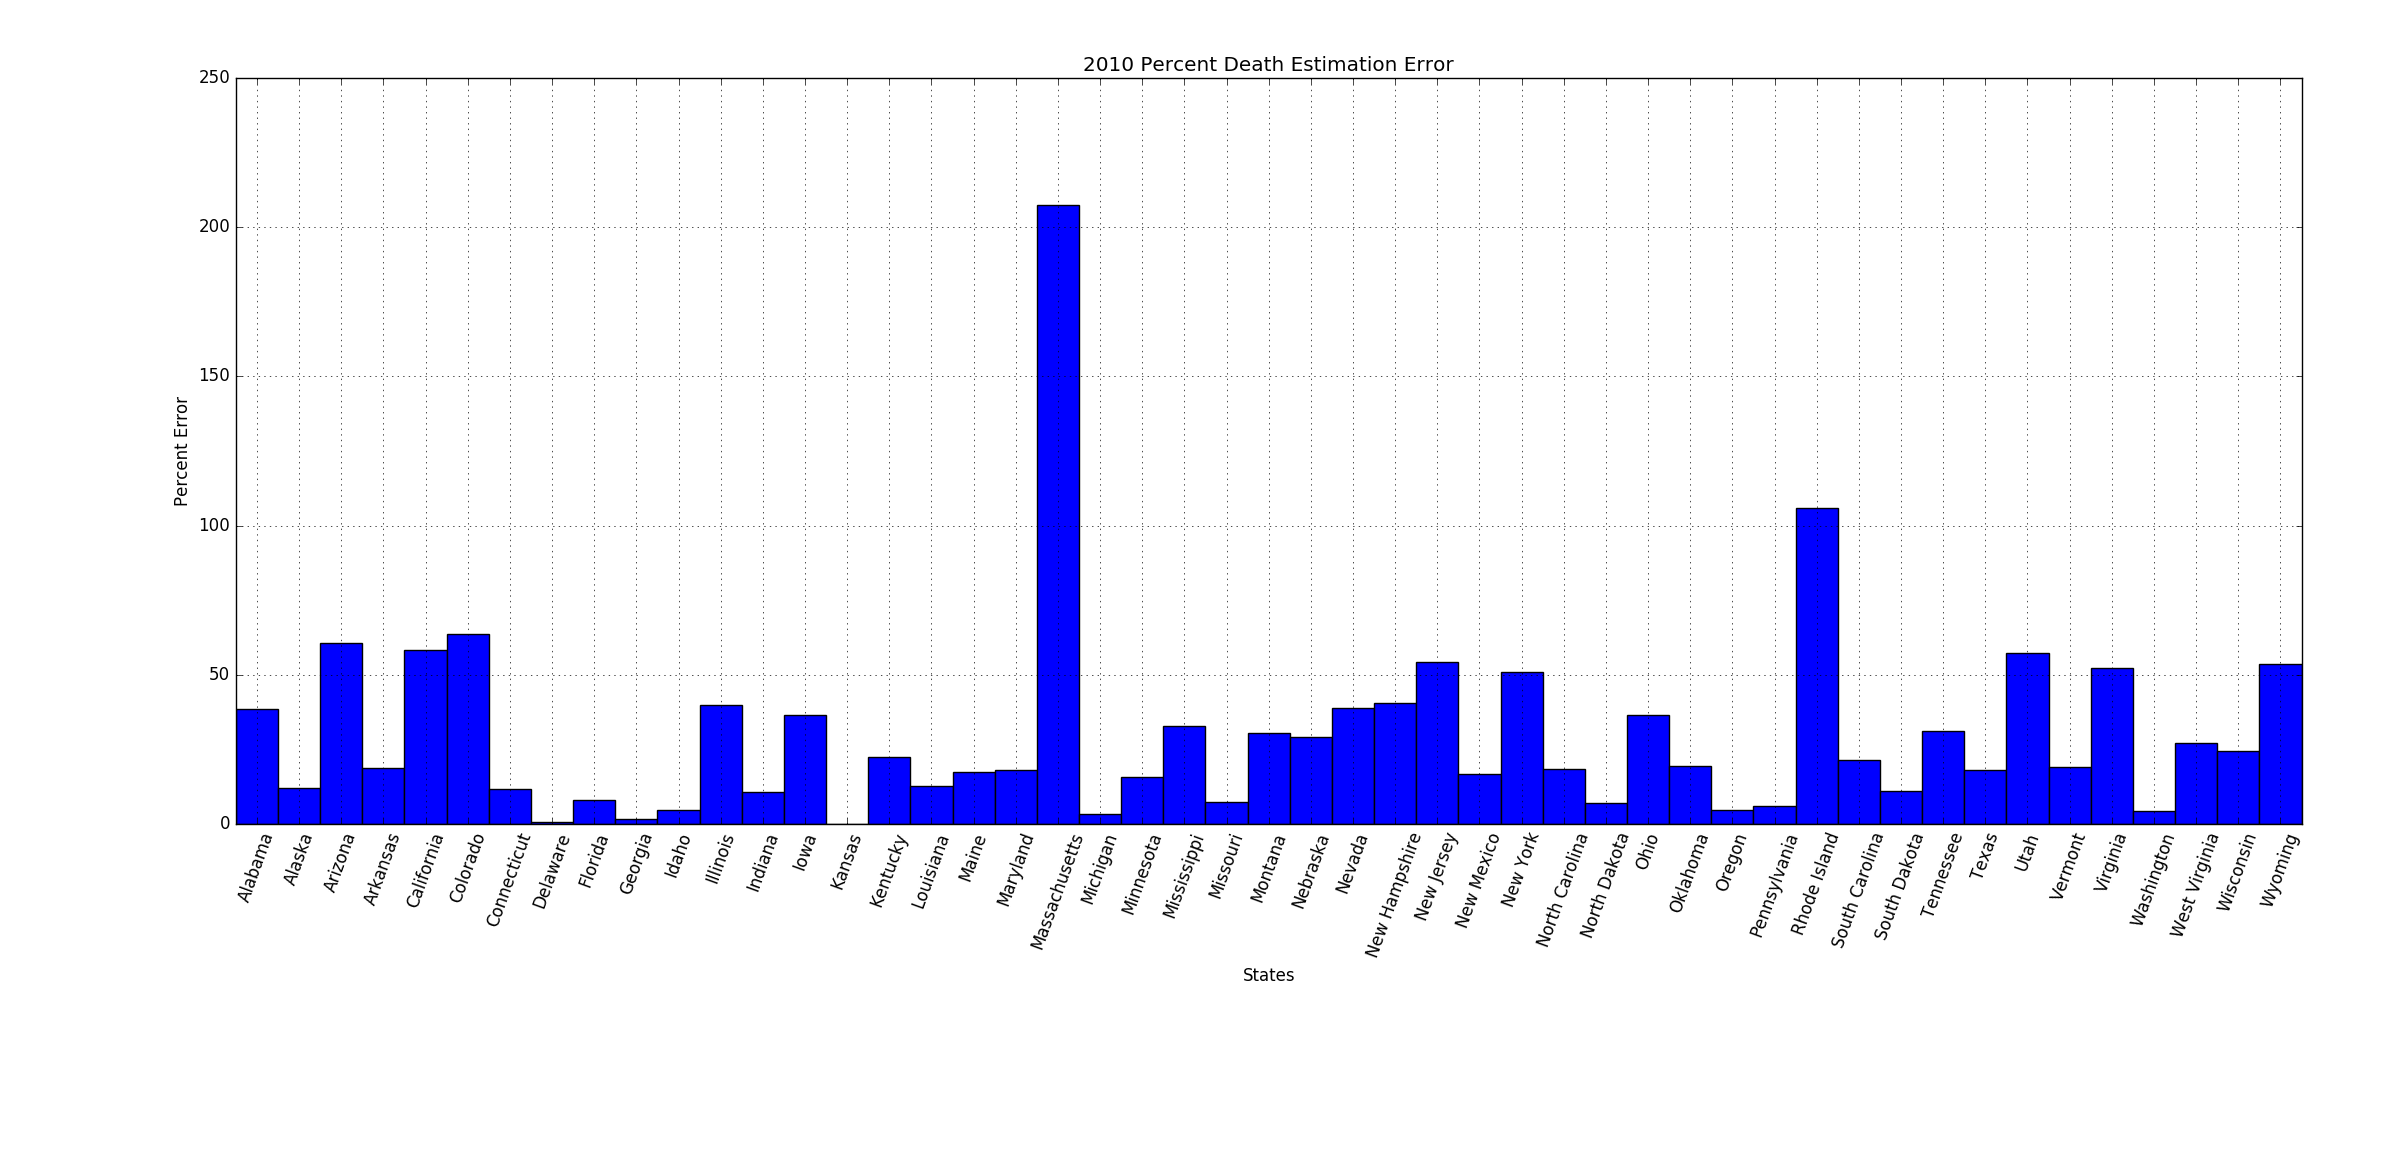 2010 Percent Death Estimation Error
250
200
150
100
50
0
Percent Error
Alabama
Alaska
Arizona
Arkansas
California
Colorado
Connecticut
Delaware
Florida
Georgia
Idaho
Illinois
Indiana
Iowa
Kansas
Kentucky
Louisiana
Maine
Maryland
Massachusetts
Michigan
Minnesota
Mississippi
Missouri
Montana
Nebraska
Nevada
New Hampshire
New Jersey
New Mexico
New York
North Carolina
North Dakota
Ohio
Oklahoma
Oregon
Pennsylvania
Rhode Island
South Carolina
South Dakota
Tennessee
Texas
Utah
Vermont
Virginia
Washington
West Virginia
Wisconsin
Wyoming
States